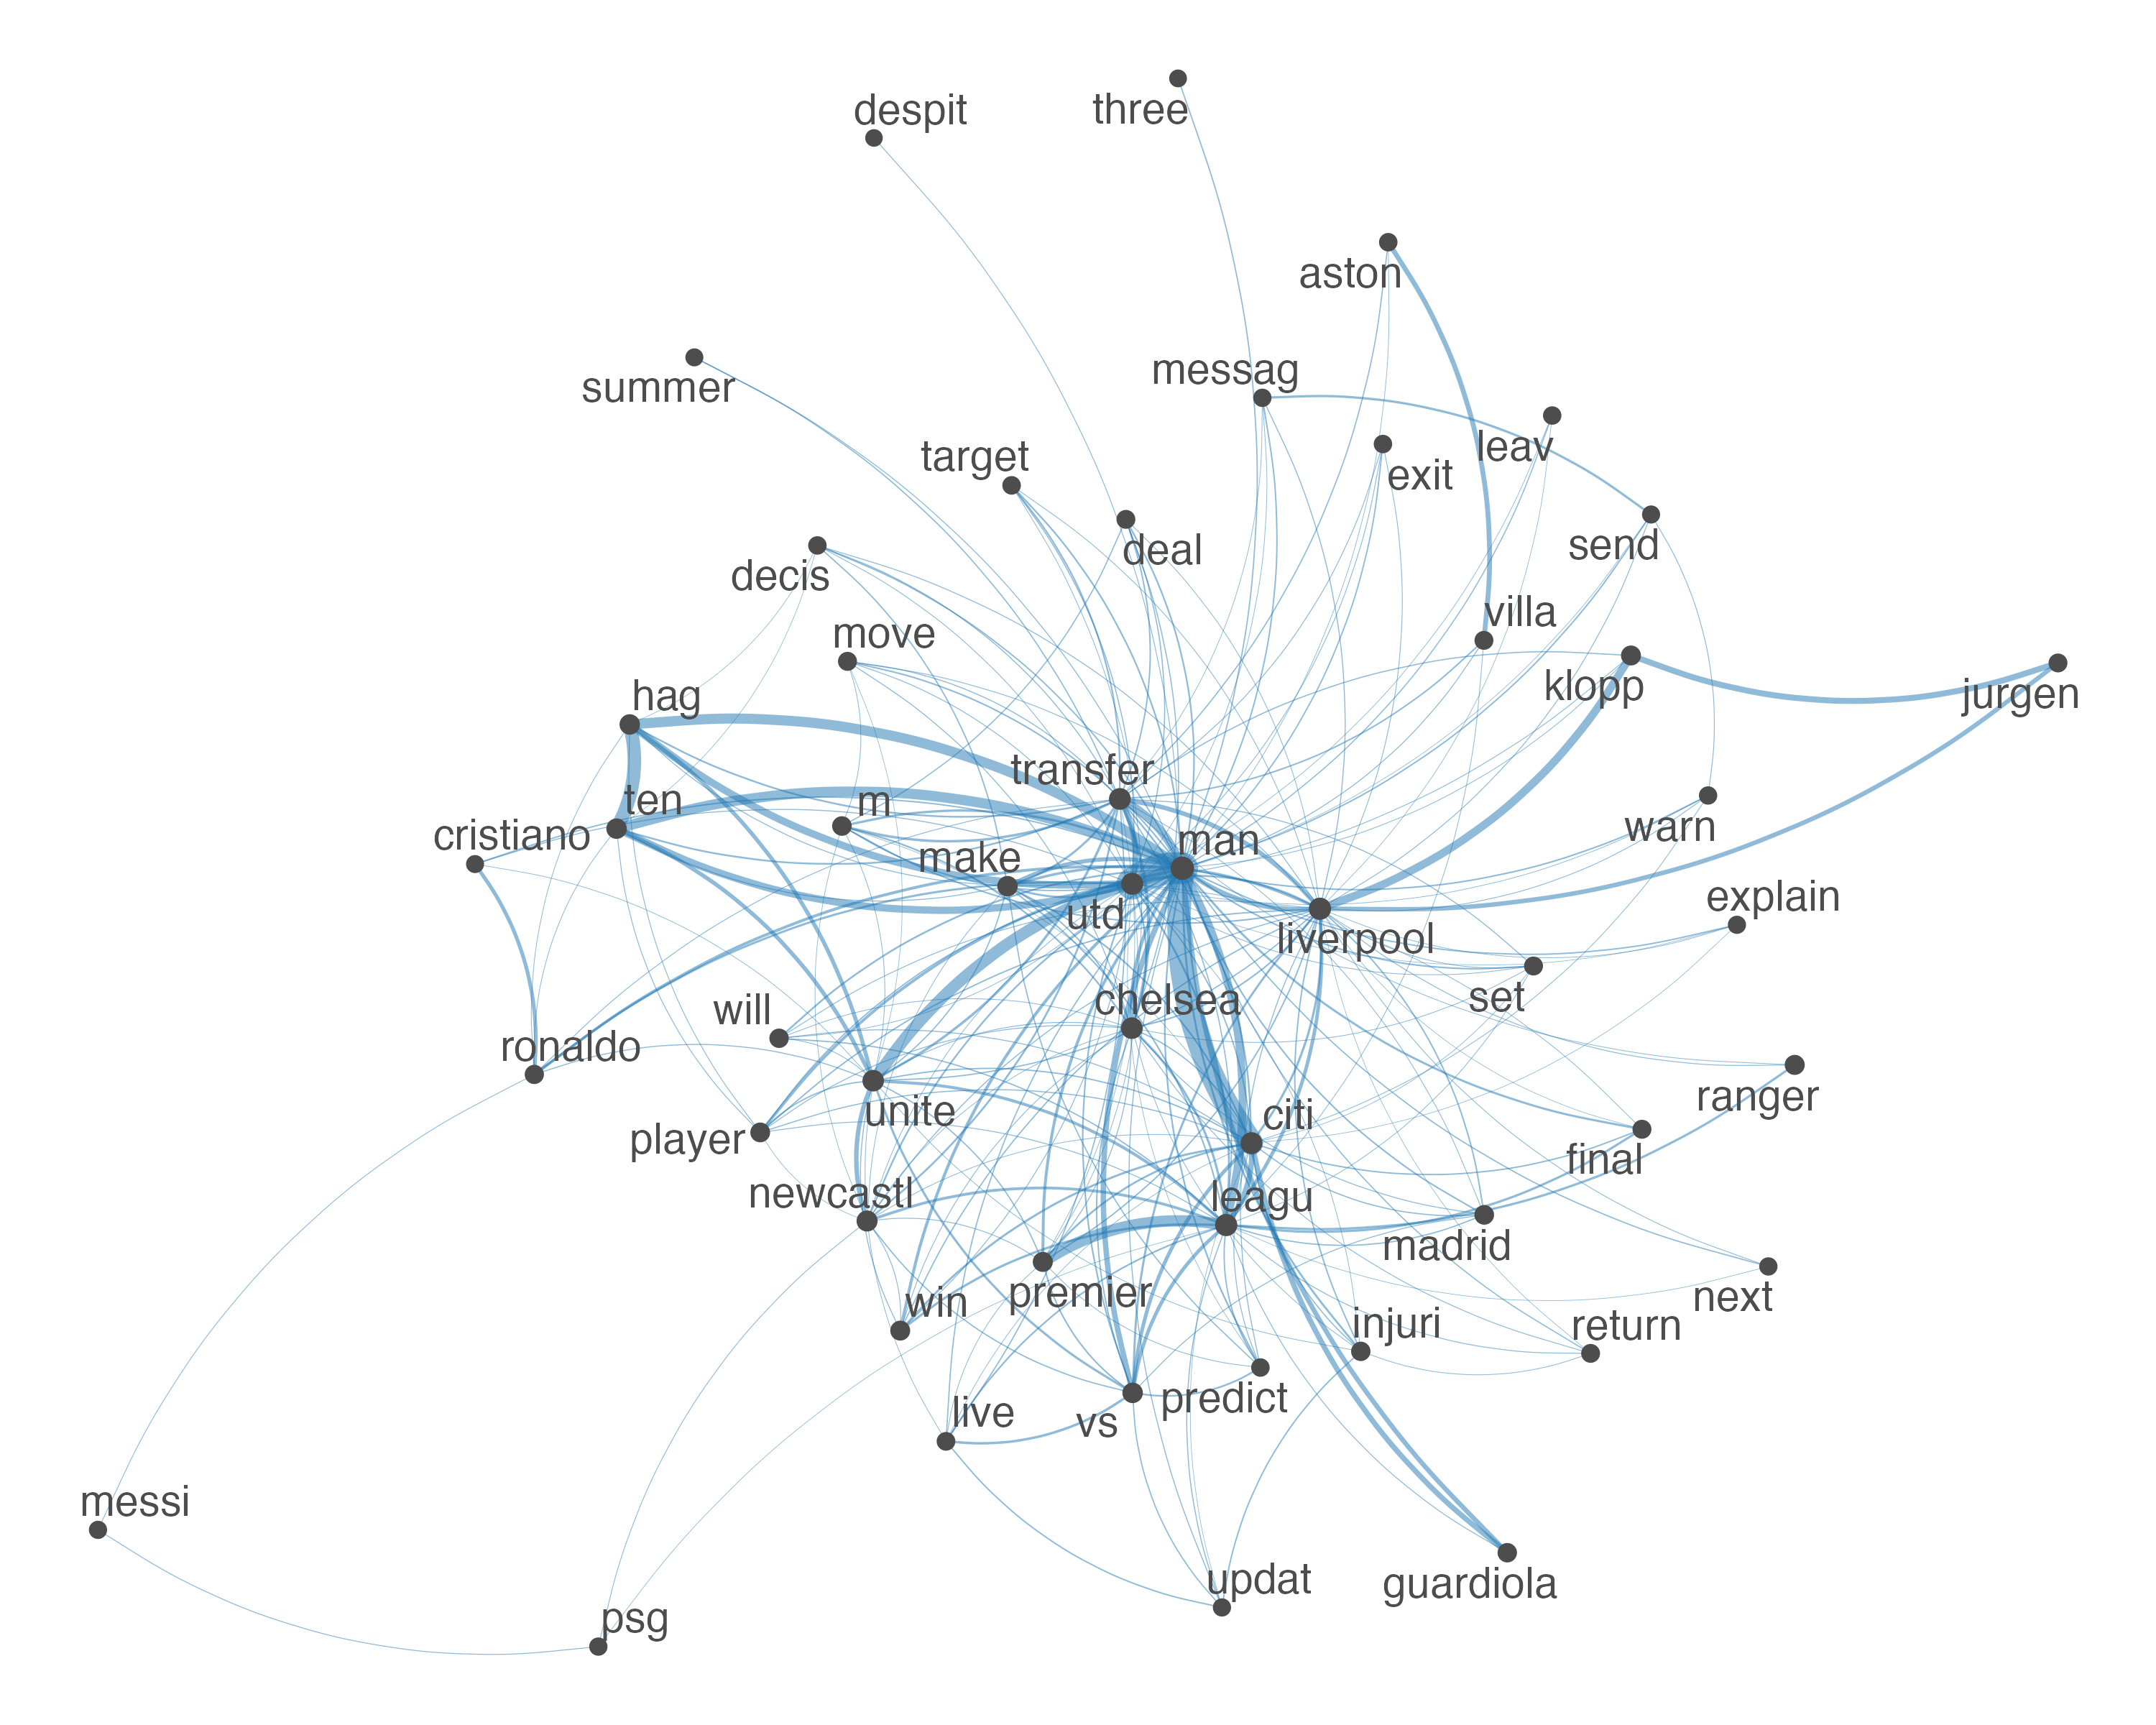 three
despit
aston
messag
summer
leav
target
exit
send
deal
decis
villa
move
klopp
hag
jurgen
transfer
ten
m
warn
cristiano
man
make
explain
utd
liverpool
set
chelsea
will
ronaldo
ranger
unite
citi
player
final
newcastl
leagu
madrid
premier
next
win
injuri
return
predict
live
vs
messi
updat
guardiola
psg